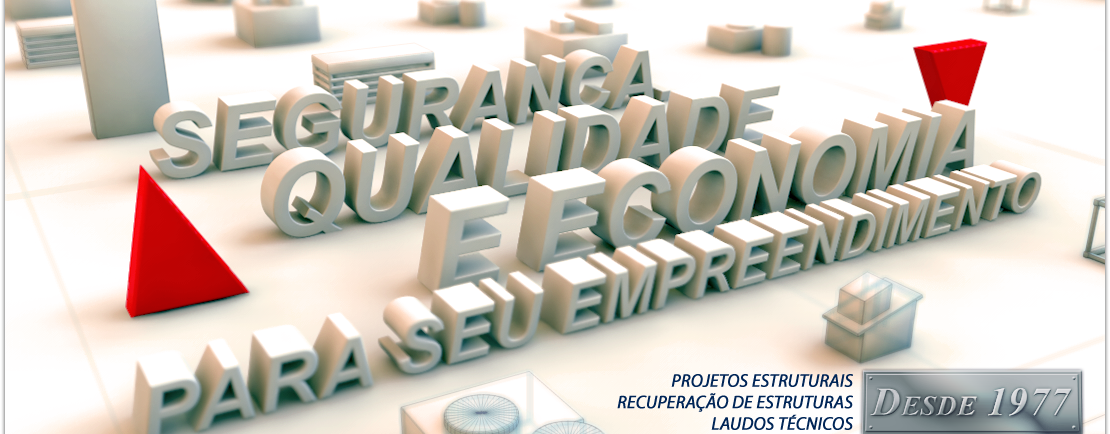 SEGURANÇA,
QUALIDADE
E ECONOMIA
PARA SEU EMPREENDIMENTO
PROJETOS ESTRUTURAIS
RECUPERAÇÃO DE ESTRUTURAS
LAUDOS TÉCNICOS
DESDE 1977